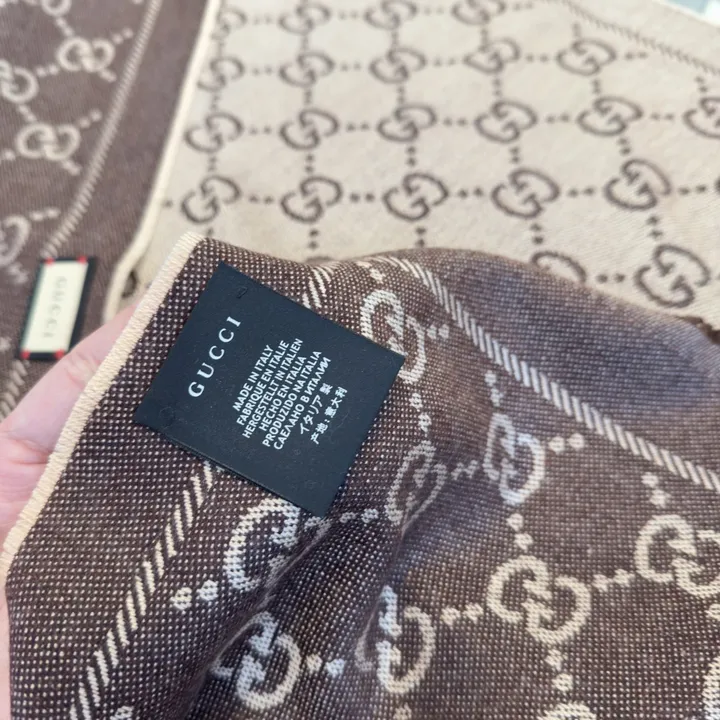 GUCCI
GUCCI
MADE IN ITALY
FABRIQUE EN ITALIE
HERGESTELLT IN ITALIEN
HECHO EN ITALIA
PRODUZIDO NA ITALIA
СДЕЛАНО В ИТАЛИИ
イタリア 製
产地：意大利